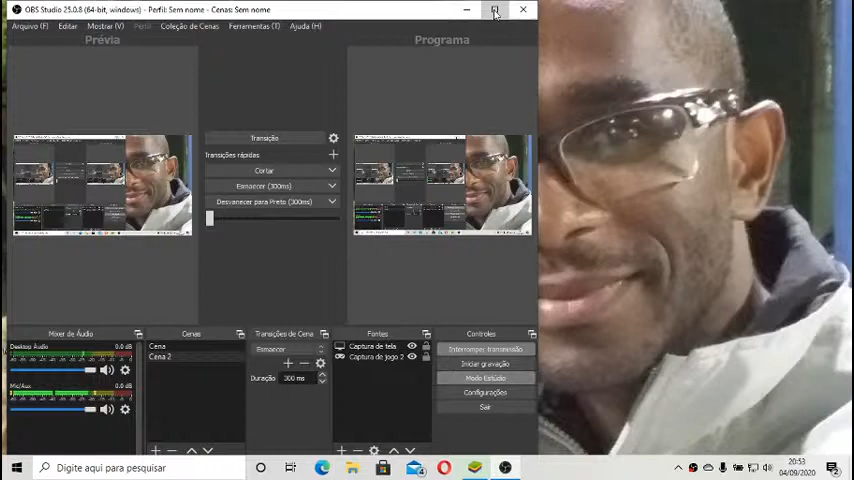 OBS Studio 25.0.8 (64-bit, windows) - Perfil: Sem nome - Cenas: Sem nome
Arquivo (F) Editar Mostrar (V) Perfil Coleção de Cenas Ferramentas (T) Ajuda (H)
Prévia Programa
Transição
Transições rápidas
Cortar
Esmaecer (300ms)
Desvanecer para Preto (300ms)
Mixer de Áudio Cenas Transições de Cena Fontes Controles
Desktop Áudio 0.0 dB
Mic/Aux 0.0 dB
Cena
Cena 2
Esmaecer
Duração 300 ms
Captura de tela
Captura de jogo 2
Interromper transmissão
Iniciar gravação
Modo Estúdio
Configurações
Sair
Digite aqui para pesquisar
4
20:53
04/09/2020
2